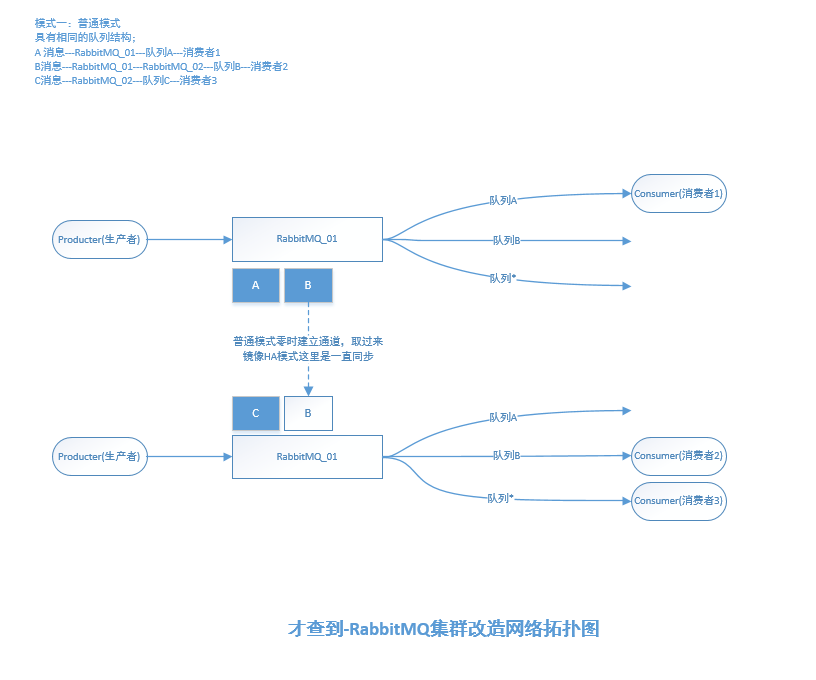 模式一：普通模式
具有相同的队列结构；
A 消息---RabbitMQ_01---队列A---消费者1
B消息---RabbitMQ_01---RabbitMQ_02---队列B---消费者2
C消息---RabbitMQ_02---队列C---消费者3
队列A
Consumer(消费者1)
Producter(生产者)
RabbitMQ_01
队列B
队列*
A
B
普通模式零时建立通道，取过来
镜像HA模式这里是一直同步
C
B
队列A
Producter(生产者)
RabbitMQ_01
队列B
Consumer(消费者2)
队列*
Consumer(消费者3)
才查到-RabbitMQ集群改造网络拓扑图